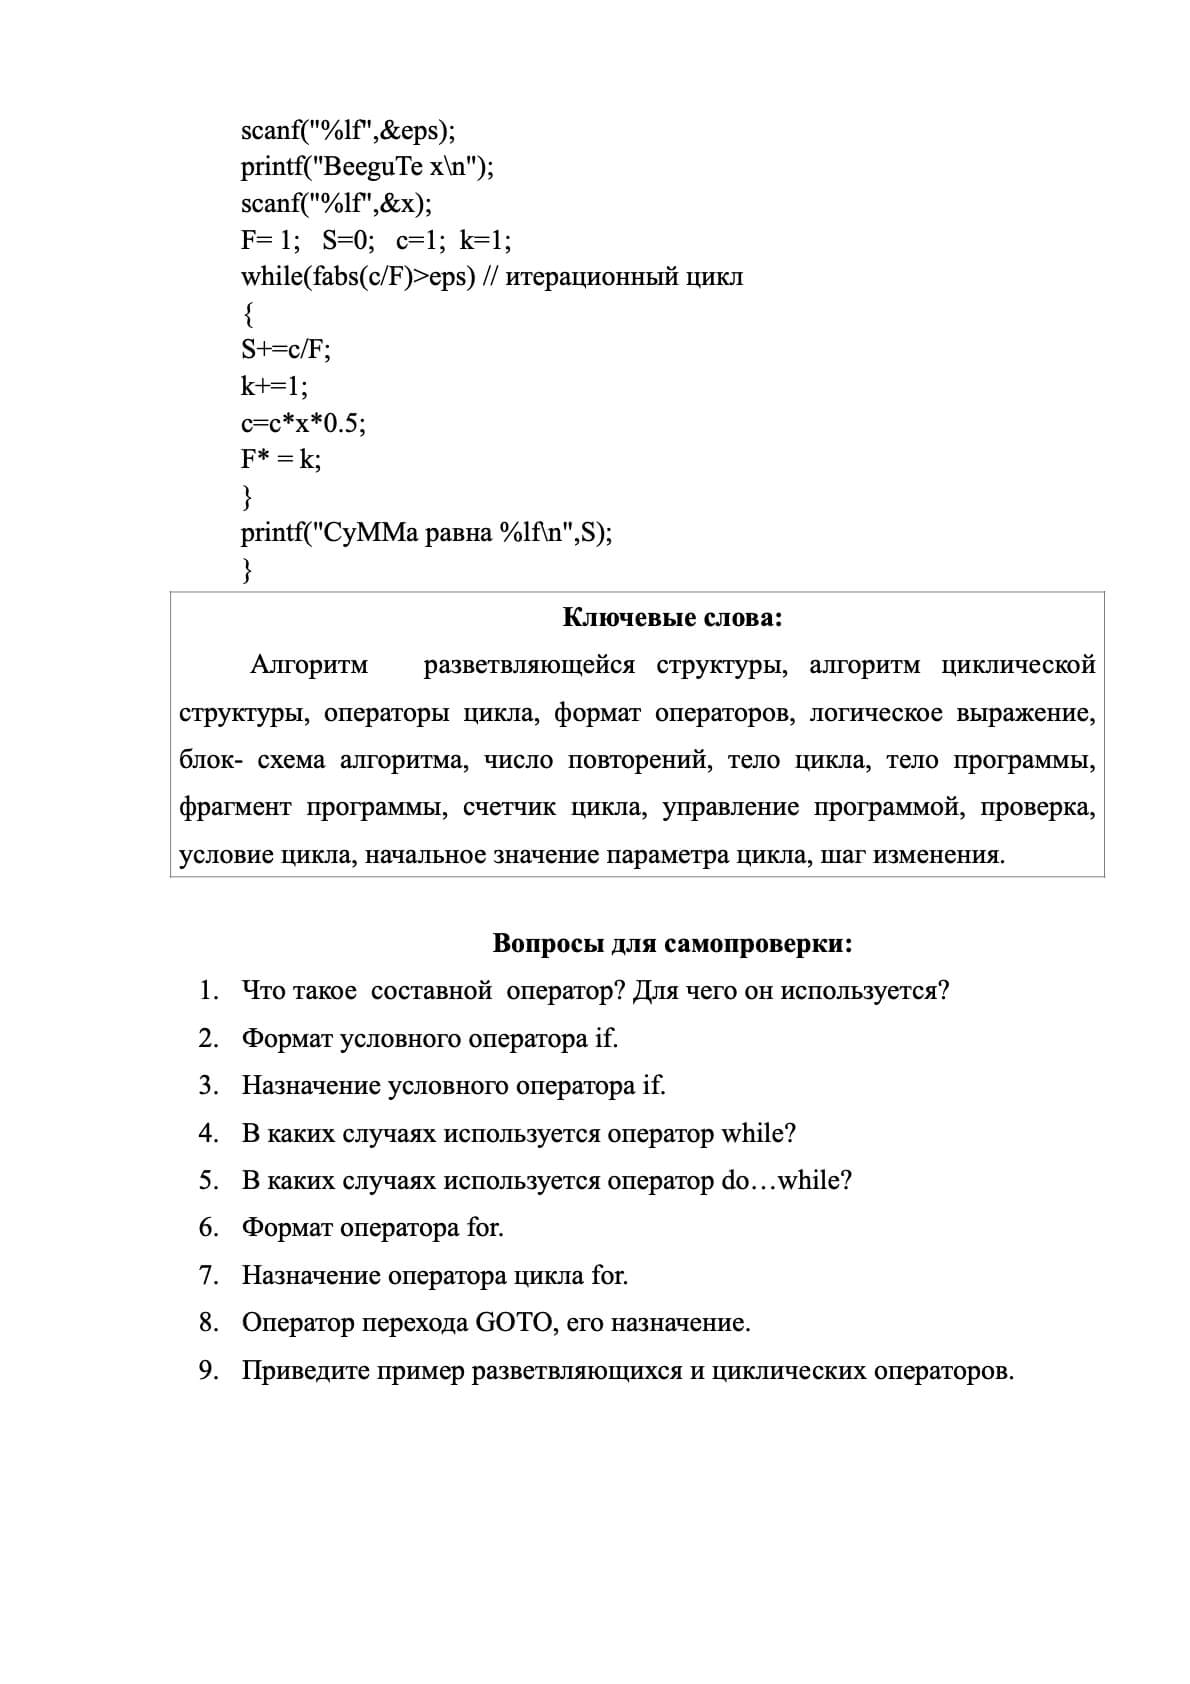 scanf("%lf",&eps);
printf("BeeguTe x\n");
scanf("%lf",&x);
F= 1; S=0; c=1; k=1;
while(fabs(c/F)>eps) // итерационный цикл
{
S+=c/F;
k+=1;
c=c*x*0.5;
F* = k;
}
printf("СуММа равна %lf\n",S);
}
Ключевые слова:
Алгоритм разветвляющейся структуры, алгоритм циклической
структуры, операторы цикла, формат операторов, логическое выражение,
блок- схема алгоритма, число повторений, тело цикла, тело программы,
фрагмент программы, счетчик цикла, управление программой, проверка,
условие цикла, начальное значение параметра цикла, шаг изменения.
Вопросы для самопроверки:
1. Что такое составной оператор? Для чего он используется?
2. Формат условного оператора if.
3. Назначение условного оператора if.
4. В каких случаях используется оператор while?
5. В каких случаях используется оператор do…while?
6. Формат оператора for.
7. Назначение оператора цикла for.
8. Оператор перехода GOTO, его назначение.
9. Приведите пример разветвляющихся и циклических операторов.